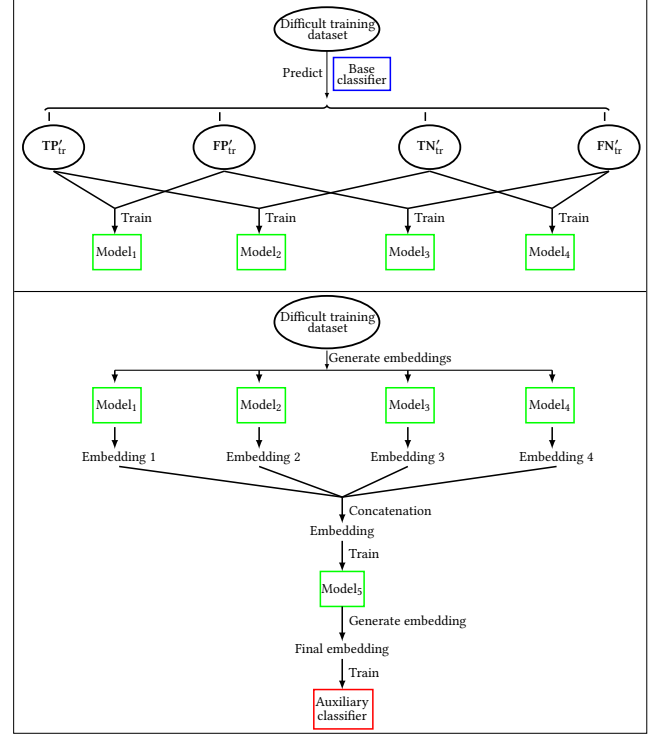 Difficult training
dataset
Predict
Base
classifier
TP′tr
FP′tr
TN′tr
FN′tr
Train
Train
Train
Train
Model1
Model2
Model3
Model4
Difficult training
dataset
Generate embeddings
Model1
Model2
Model3
Model4
Embedding 1
Embedding 2
Embedding 3
Embedding 4
Concatenation
Embedding
Train
Model5
Generate embedding
Final embedding
Train
Auxiliary
classifier